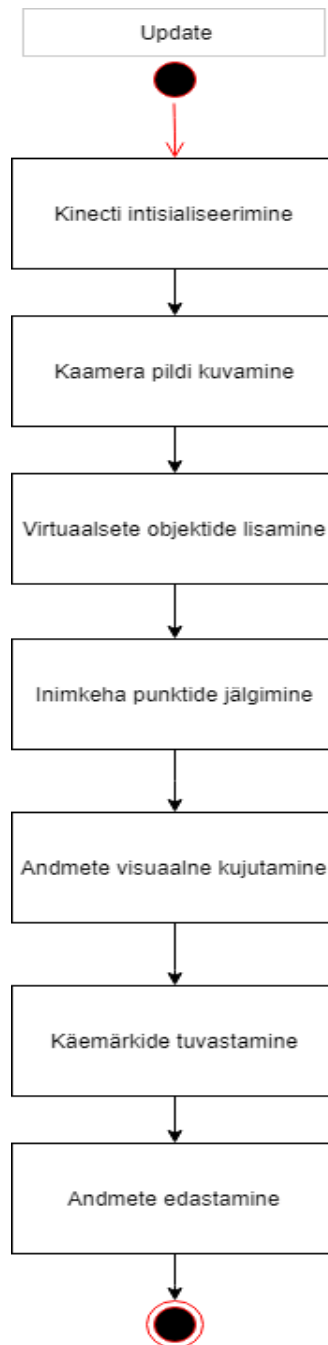 Update
Kinecti intisialiseerimine
Kaamera pildi kuvamine
Virtuaalsete objektide lisamine
Inimkeha punktide jälgimine
Andmete visuaalne kujutamine
Käemärkide tuvastamine
Andmete edastamine